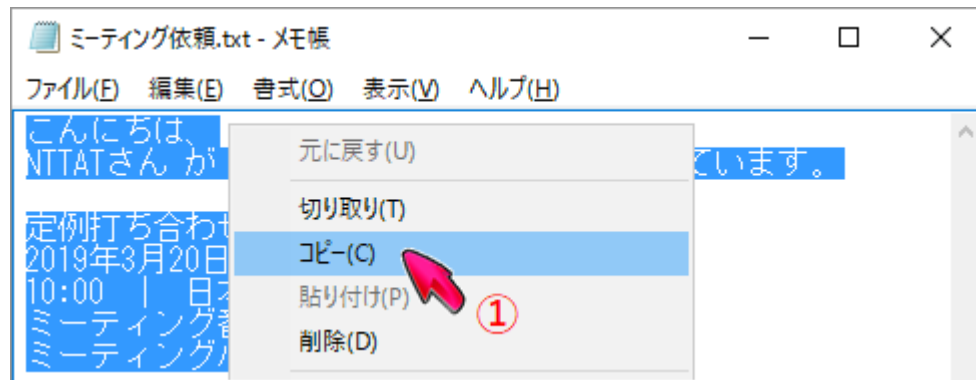 ミーティング依頼.txt - メモ帳
ファイル(F) 編集(E) 書式(O) 表示(V) ヘルプ(H)
こんにちは、
NTTATさん が
ています。
元に戻す(U)
切り取り(T)
定例打ち合わ
コピー(C)
2019年3月20日
貼り付け(P)
10:00 | 日
①
ミーティング
削除(D)
ミーティング